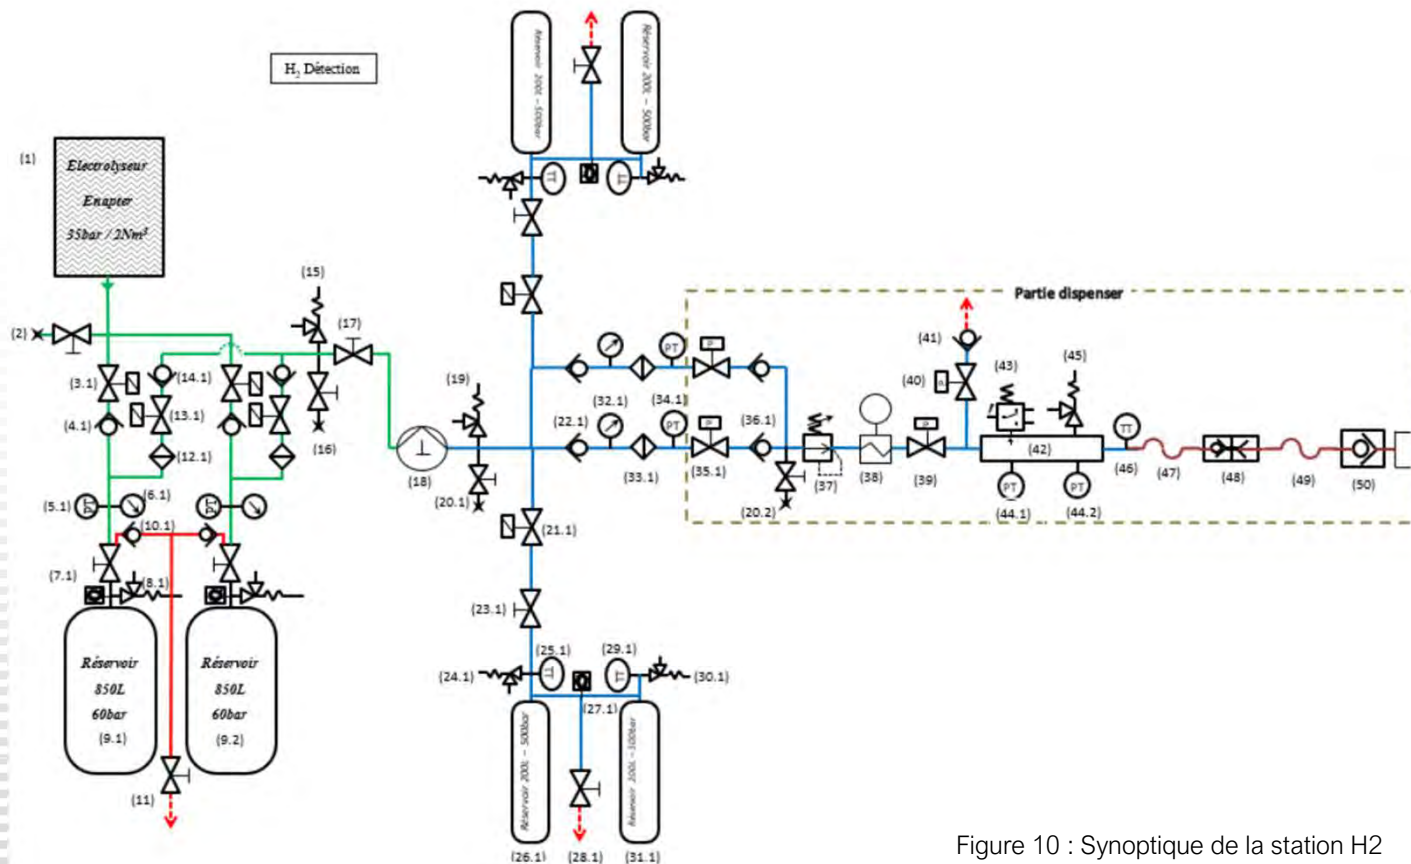 Réservoir 200L – 500bar
Réservoir 200L – 500bar
H2 Détection
(1)
Electrolyseur
Enapter
35bar / 2Nm³
TT
TT
(15)
Partie dispenser
(2)
(17)
(41)
(43)
(45)
(3.1)
(14.1)
(19)
PT
P
(40)
(4.1)
(13.1)
(16)
(22.1)
(32.1)
(34.1)
(36.1)
PT
P
P
TT
(12.1)
(18)
(33.1)
(35.1)
(37)
(38)
(39)
(42)
(46)
(47)
(48)
(49)
(50)
(5.1)
PT
(6.1)
PT
(20.1)
(20.2)
PT
PT
(44.1)
(44.2)
(10.1)
(21.1)
(7.1)
(8.1)
(23.1)
(24.1)
(25.1)
TT
(29.1)
TT
(30.1)
(27.1)
Réservoir
850L
60bar
(9.1)
Réservoir
850L
60bar
(9.2)
Réservoir 200L – 500bar
Réservoir 200L – 500bar
(11)
(26.1)
(28.1)
(31.1)
Figure 10 : Synoptique de la station H2